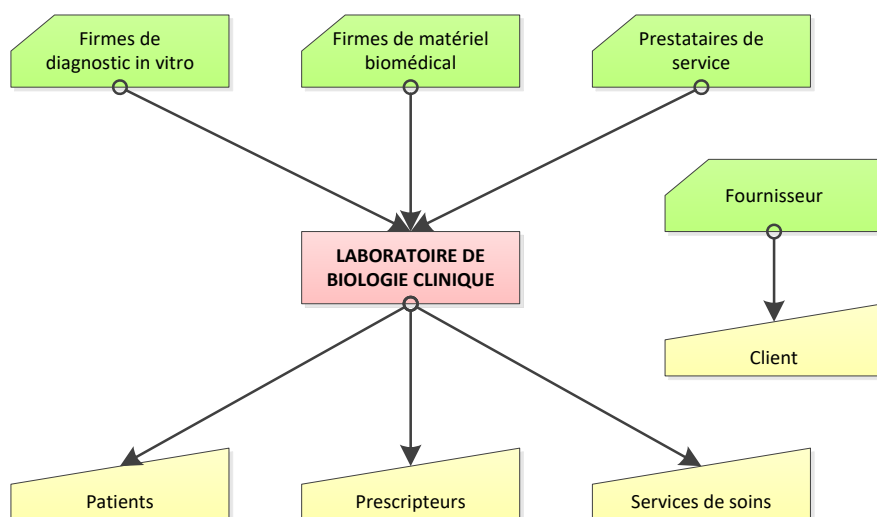 Firmes de
diagnostic in vitro
Firmes de matériel
biomédical
Prestataires de
service
Fournisseur
LABORATOIRE DE
BIOLOGIE CLINIQUE
Client
Patients
Prescripteurs
Services de soins